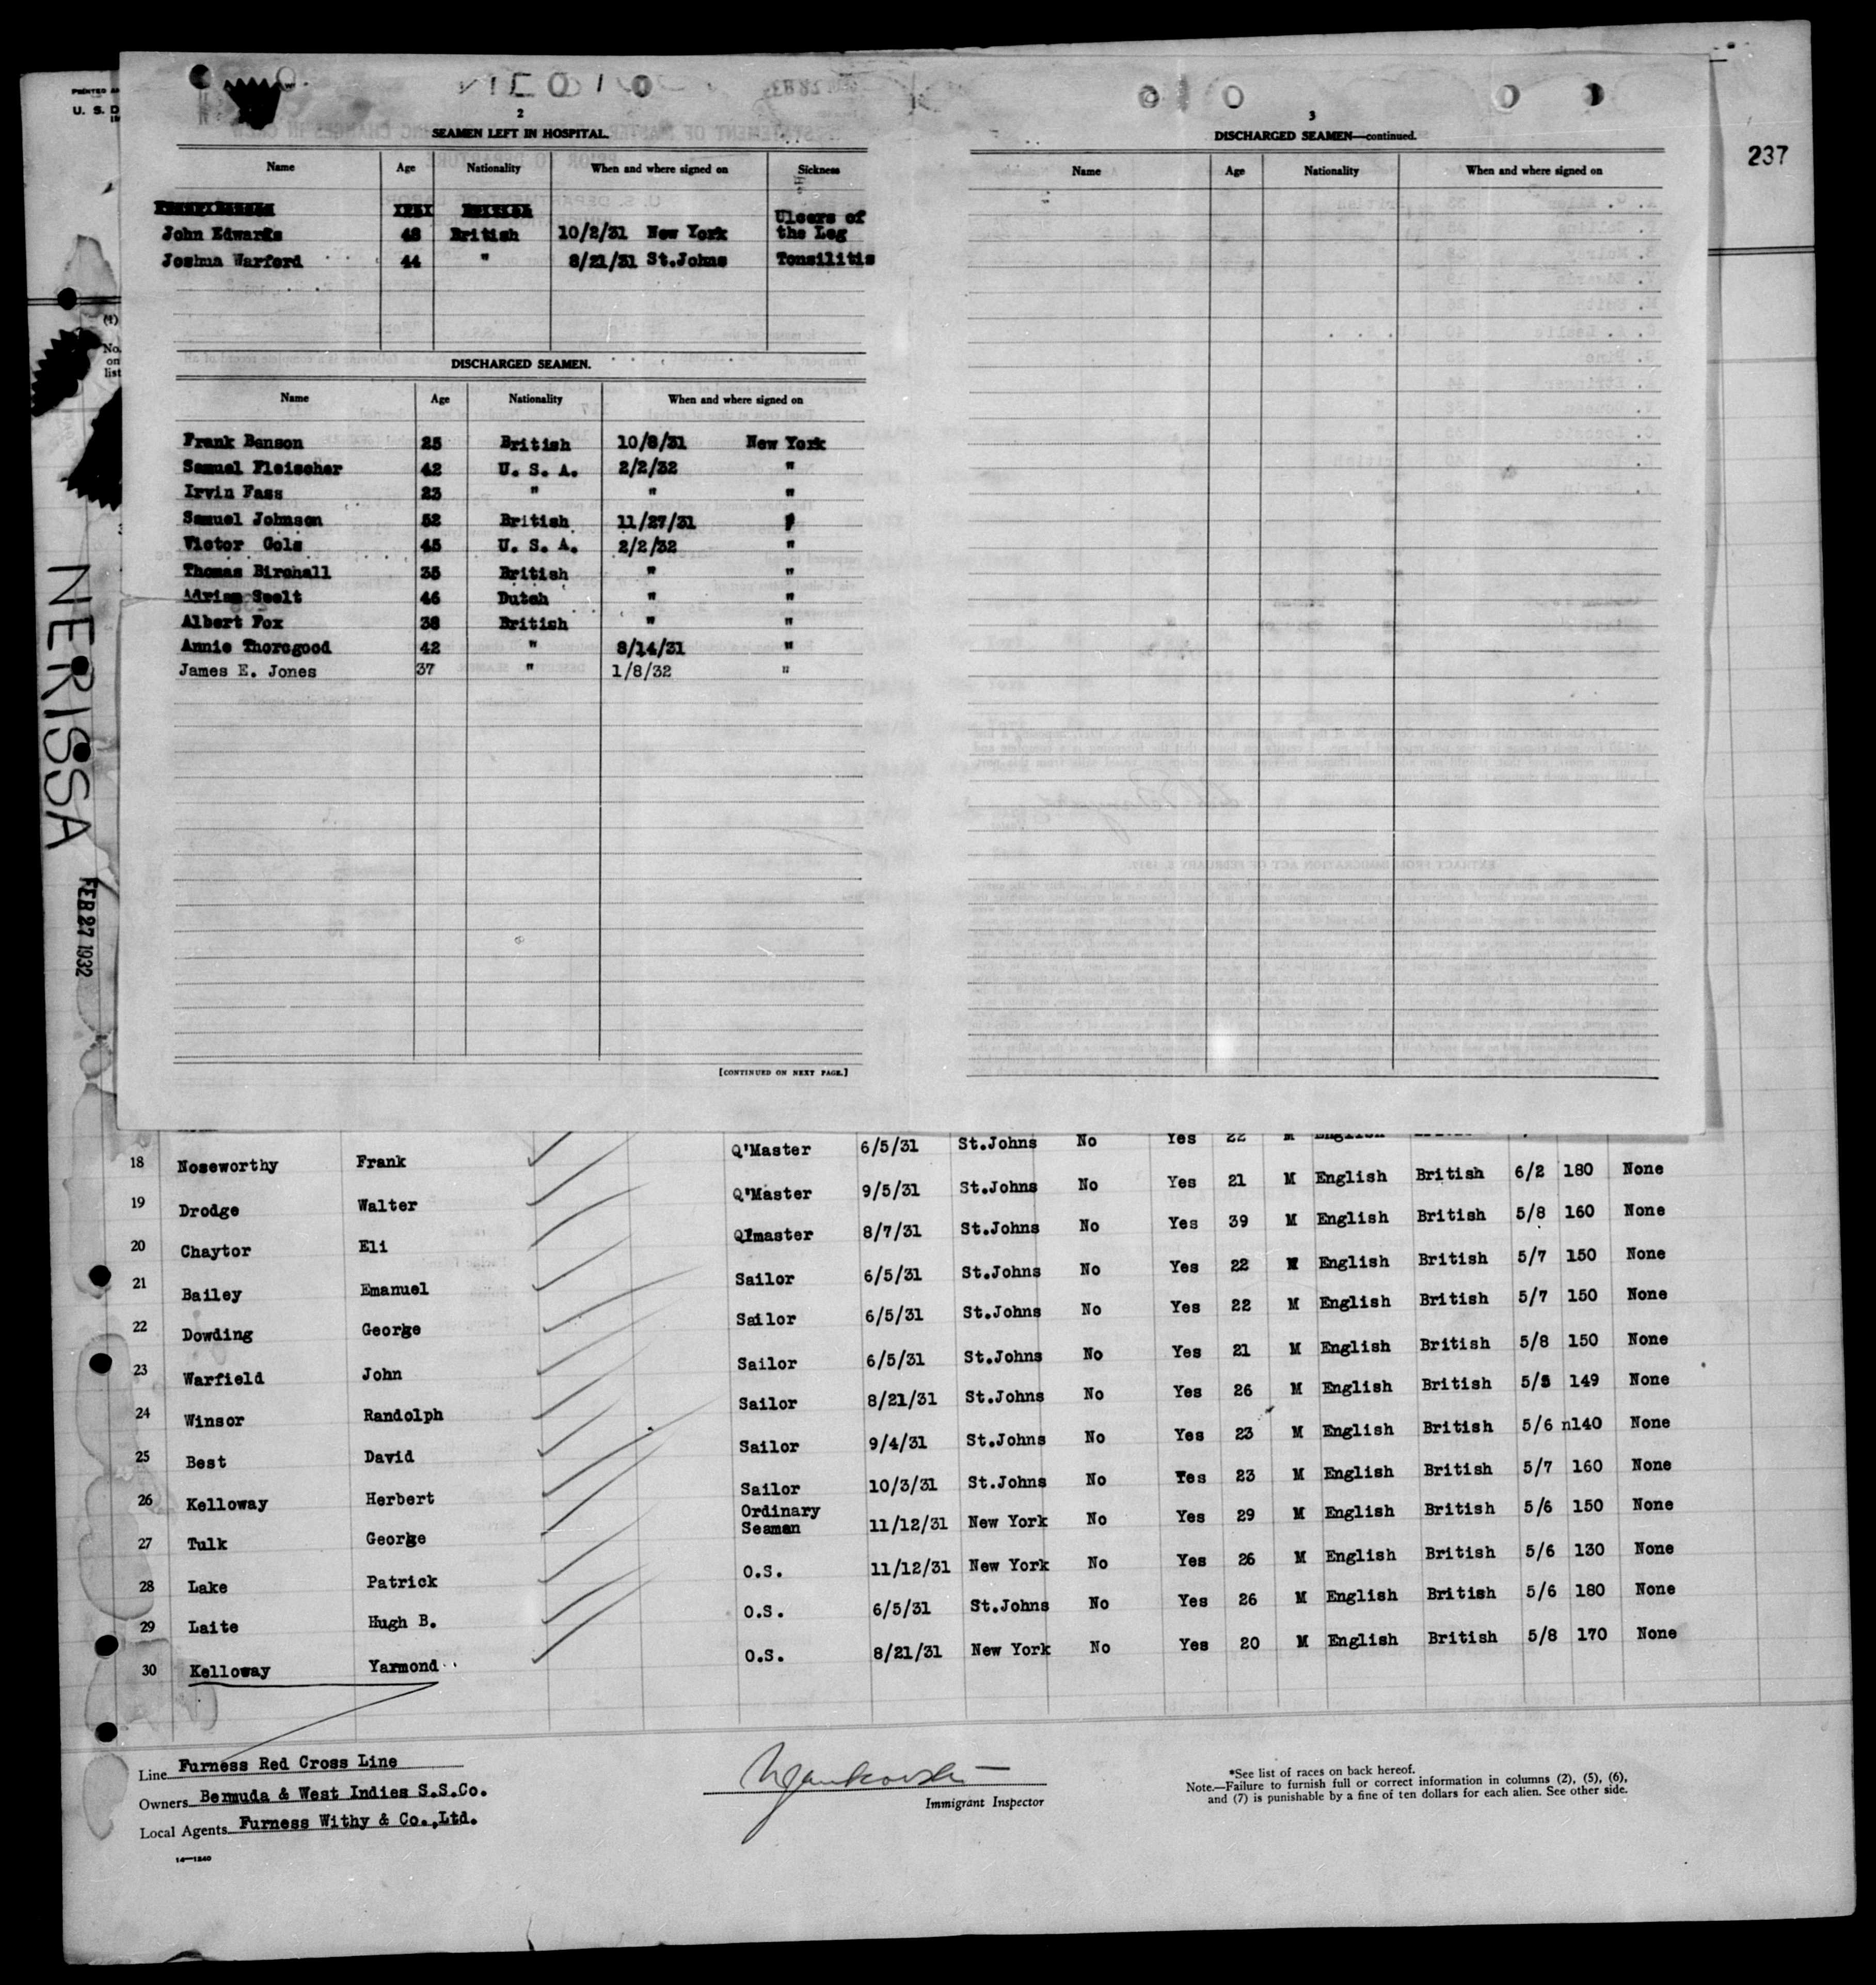 PRINTED
U. S. D
237
2
SEAMEN LEFT IN HOSPITAL.
Name Age Nationality When and where signed on Sickness
John Edwards 48 British 10/2/31 New York Ulcers of the Leg
Joshua Warford 44 " 8/21/31 St.Johns Tonsilitis
DISCHARGED SEAMEN.
Name Age Nationality When and where signed on
Frank Benson 25 British 10/8/31 New York
Samuel Fleischer 42 U. S. A. 2/2/32 "
Irvin Fass 23 " " "
Samuel Johnson 52 British 11/27/31 "
Victor Cole 45 U. S. A. 2/2/32 "
Thomas Birchall 35 British " "
Adrian Smelt 46 Dutch " "
Albert Fox 38 British " "
Annie Thorogood 42 " 8/14/31 "
James E. Jones 37 " 1/8/32 "
[CONTINUED ON NEXT PAGE.]
3
DISCHARGED SEAMEN—continued.
Name Age Nationality When and where signed on
(1)
No.
on
list
NERISSA
FEB 27 1932
18 Noseworthy Frank Q'Master 6/5/31 St.Johns No Yes 22 M English
19 Drodge Walter Q'Master 9/5/31 St.Johns No Yes 21 M English British 6/2 180 None
20 Chaytor Eli Q'master 8/7/31 St.Johns No Yes 39 M English British 5/8 160 None
21 Bailey Emanuel Sailor 6/5/31 St.Johns No Yes 22 M English British 5/7 150 None
22 Dowding George Sailor 6/5/31 St.Johns No Yes 22 M English British 5/7 150 None
23 Warfield John Sailor 6/5/31 St.Johns No Yes 21 M English British 5/8 150 None
24 Winsor Randolph Sailor 8/21/31 St.Johns No Yes 26 M English British 5/5 149 None
25 Best David Sailor 9/4/31 St.Johns No Yes 23 M English British 5/6 n140 None
26 Kelloway Herbert Sailor 10/3/31 St.Johns No Yes 23 M English British 5/7 160 None
27 Tulk George Ordinary Seaman 11/12/31 New York No Yes 29 M English British 5/6 150 None
28 Lake Patrick O.S. 11/12/31 New York No Yes 26 M English British 5/6 130 None
29 Laite Hugh B. O.S. 6/5/31 St.Johns No Yes 26 M English British 5/6 180 None
30 Kelloway Yarmond O.S. 8/21/31 New York No Yes 20 M English British 5/8 170 None
Line Furness Red Cross Line
Owners Bermuda & West Indies S.S.Co.
Local Agents Furness Withy & Co.,Ltd.
14—1240
Immigrant Inspector
*See list of races on back hereof.
Note.—Failure to furnish full or correct information in columns (2), (5), (6),
and (7) is punishable by a fine of ten dollars for each alien. See other side.